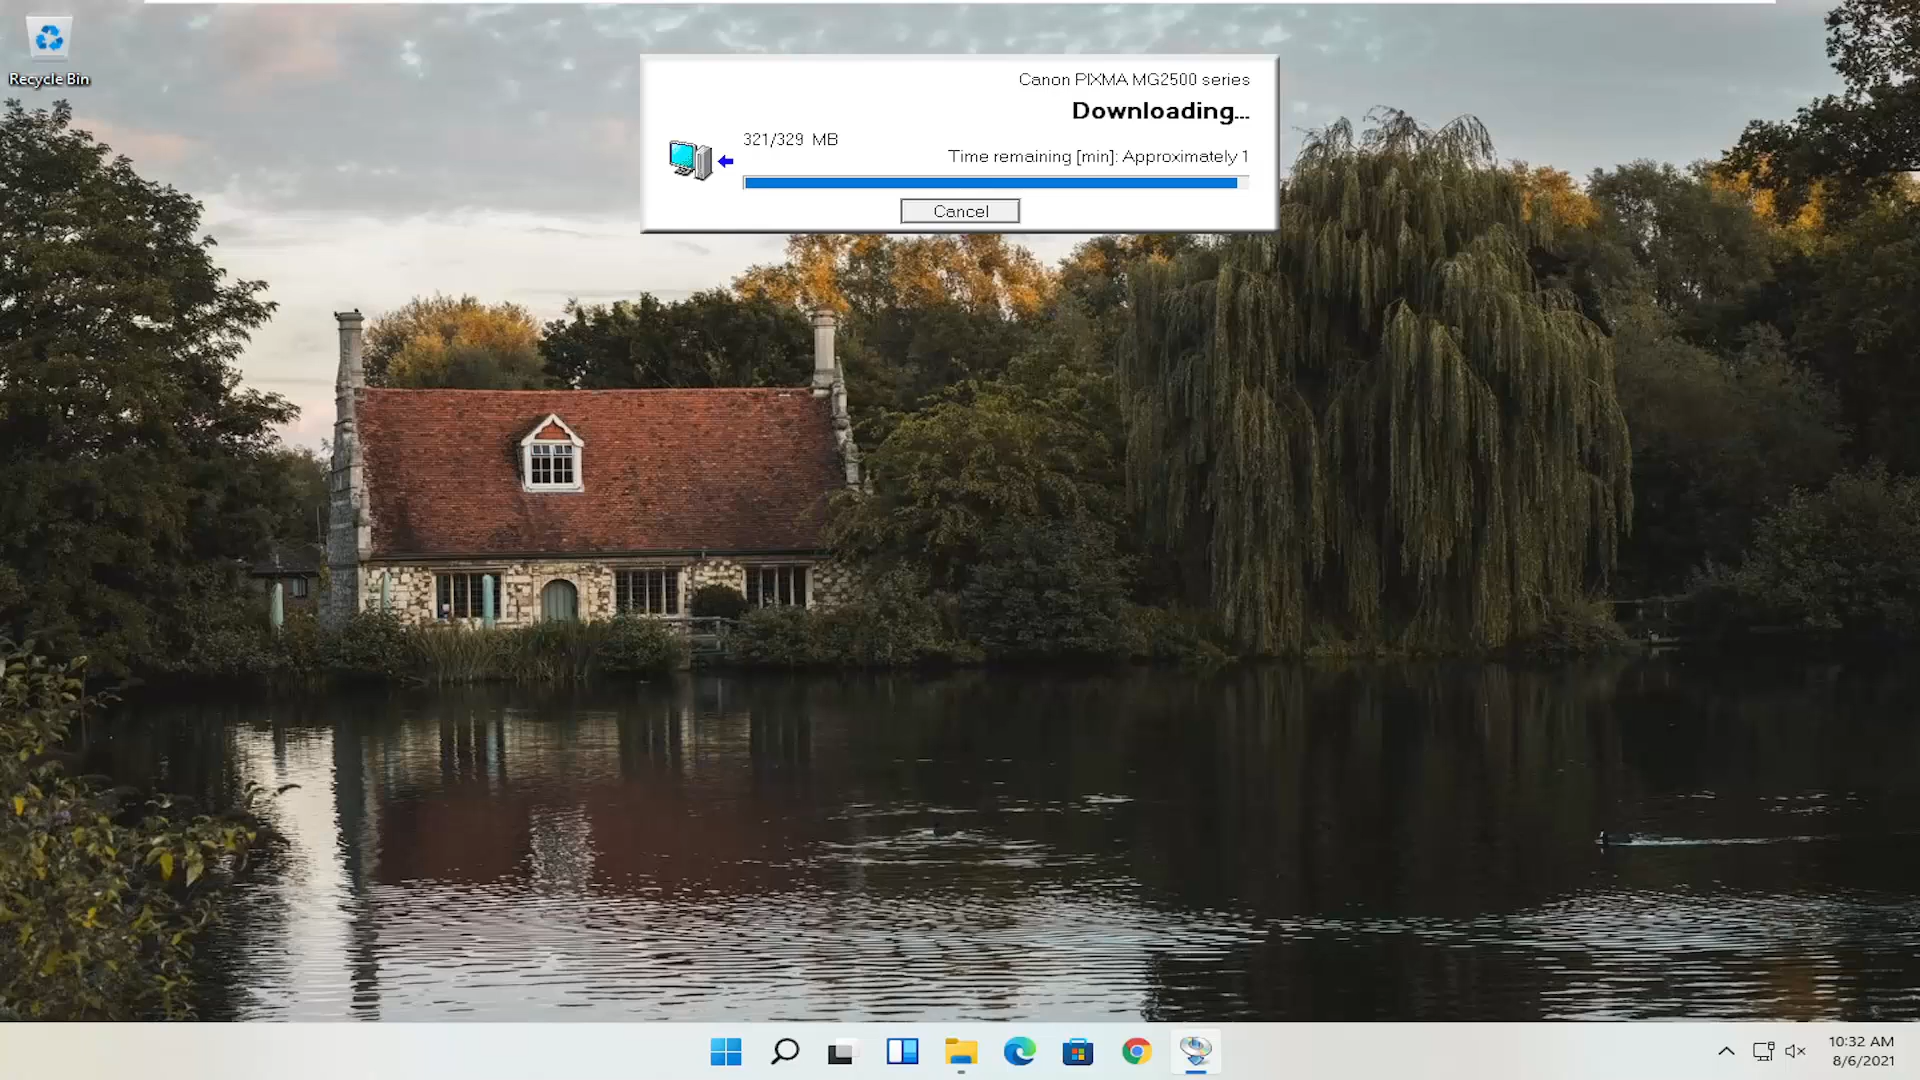 Recycle Bin
Canon PIXMA MG2500 series
Downloading...
321/329 MB
Time remaining [min]: Approximately 1
Cancel
10:32 AM
8/6/2021